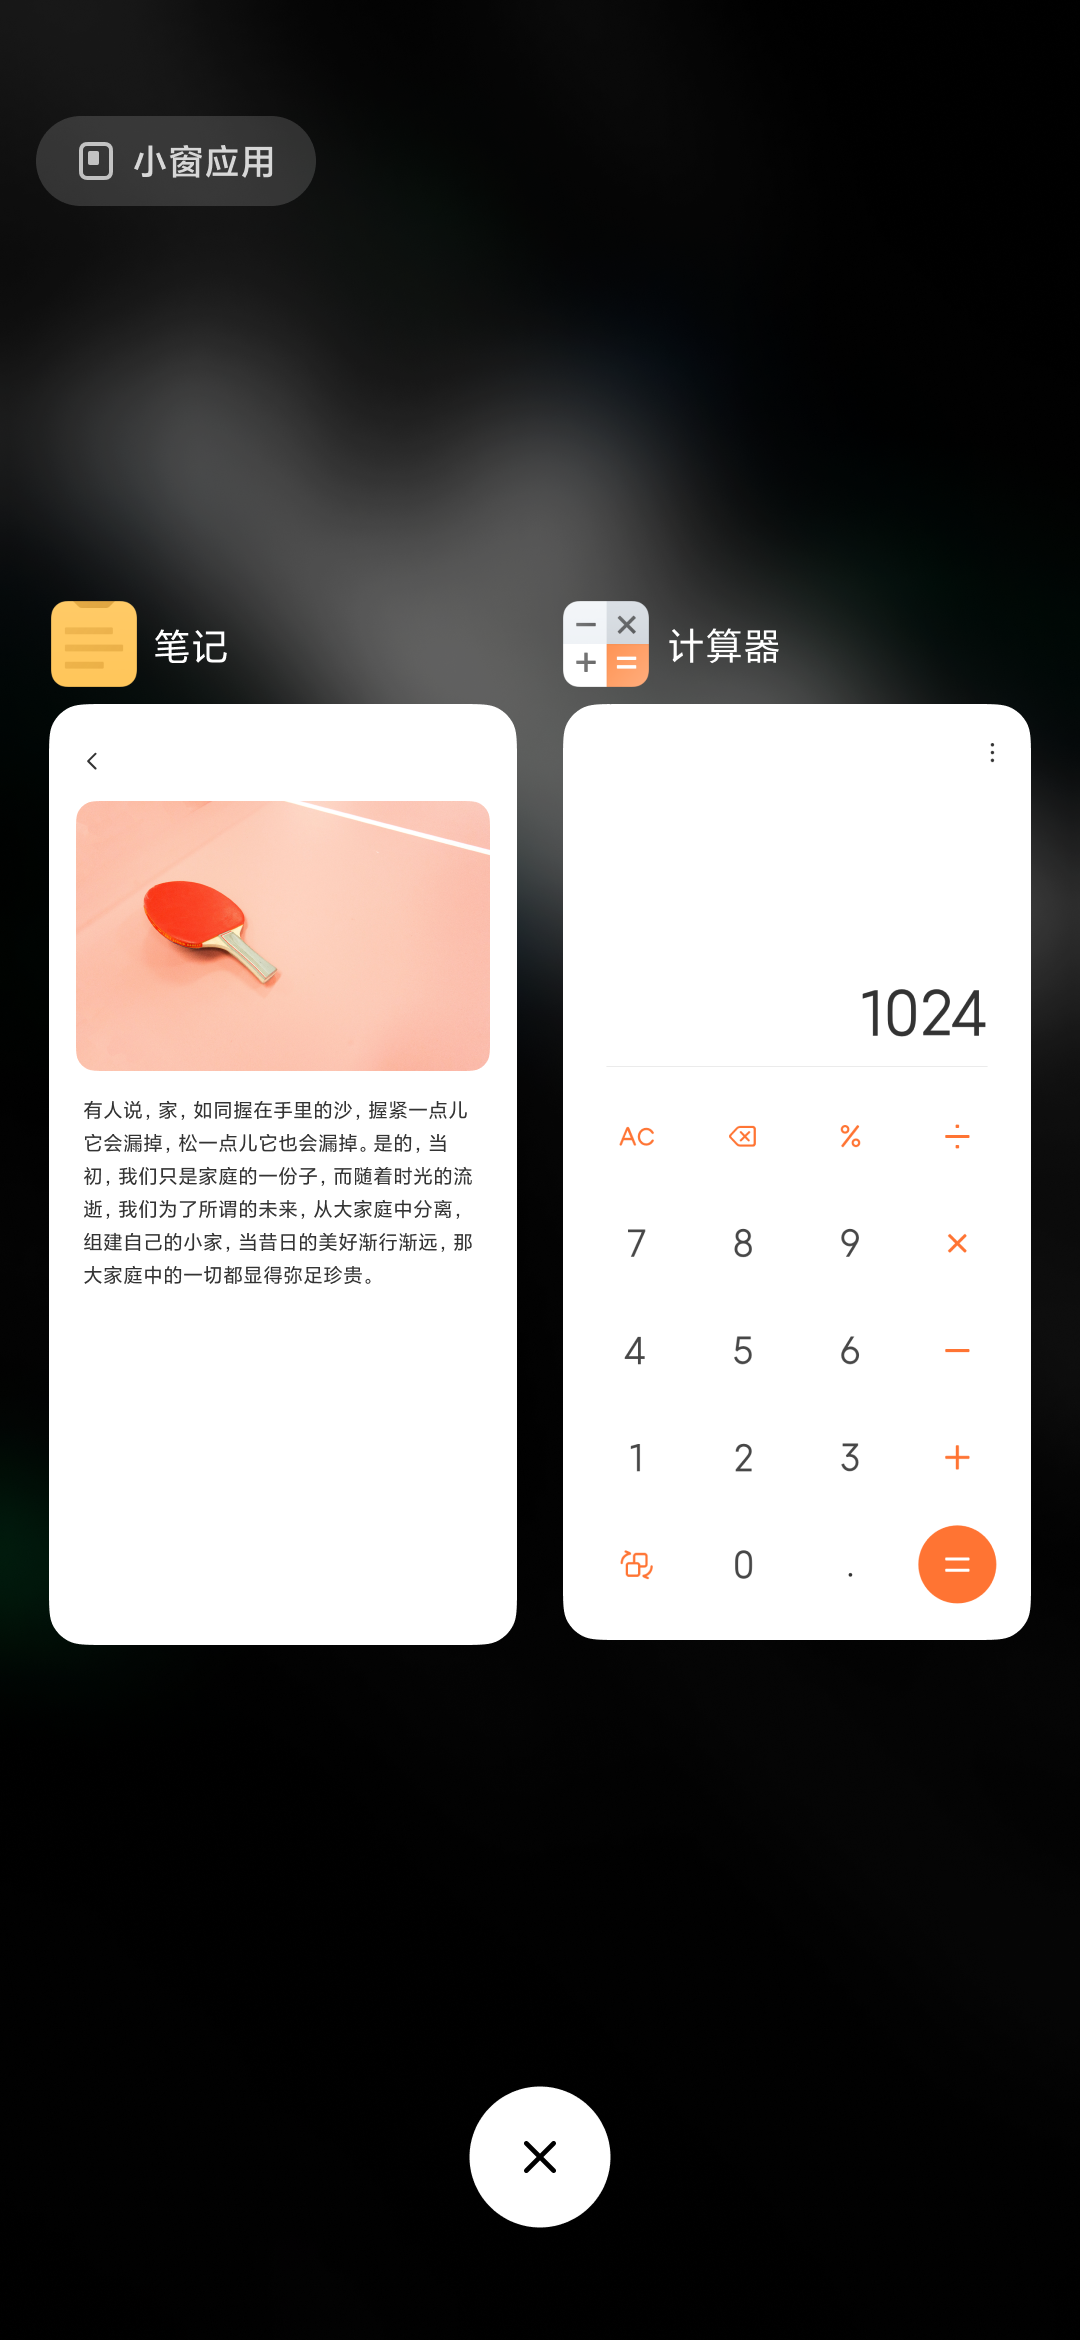 小窗应用
笔记
计算器
有人说，家，如同握在手里的沙，握紧一点儿
它会漏掉，松一点儿它也会漏掉。是的，当
初，我们只是家庭的一份子，而随着时光的流
逝，我们为了所谓的未来，从大家庭中分离，
组建自己的小家，当昔日的美好渐行渐远，那
大家庭中的一切都显得弥足珍贵。
1024
AC % ÷
7 8 9 ×
4 5 6 −
1 2 3 +
0 . =